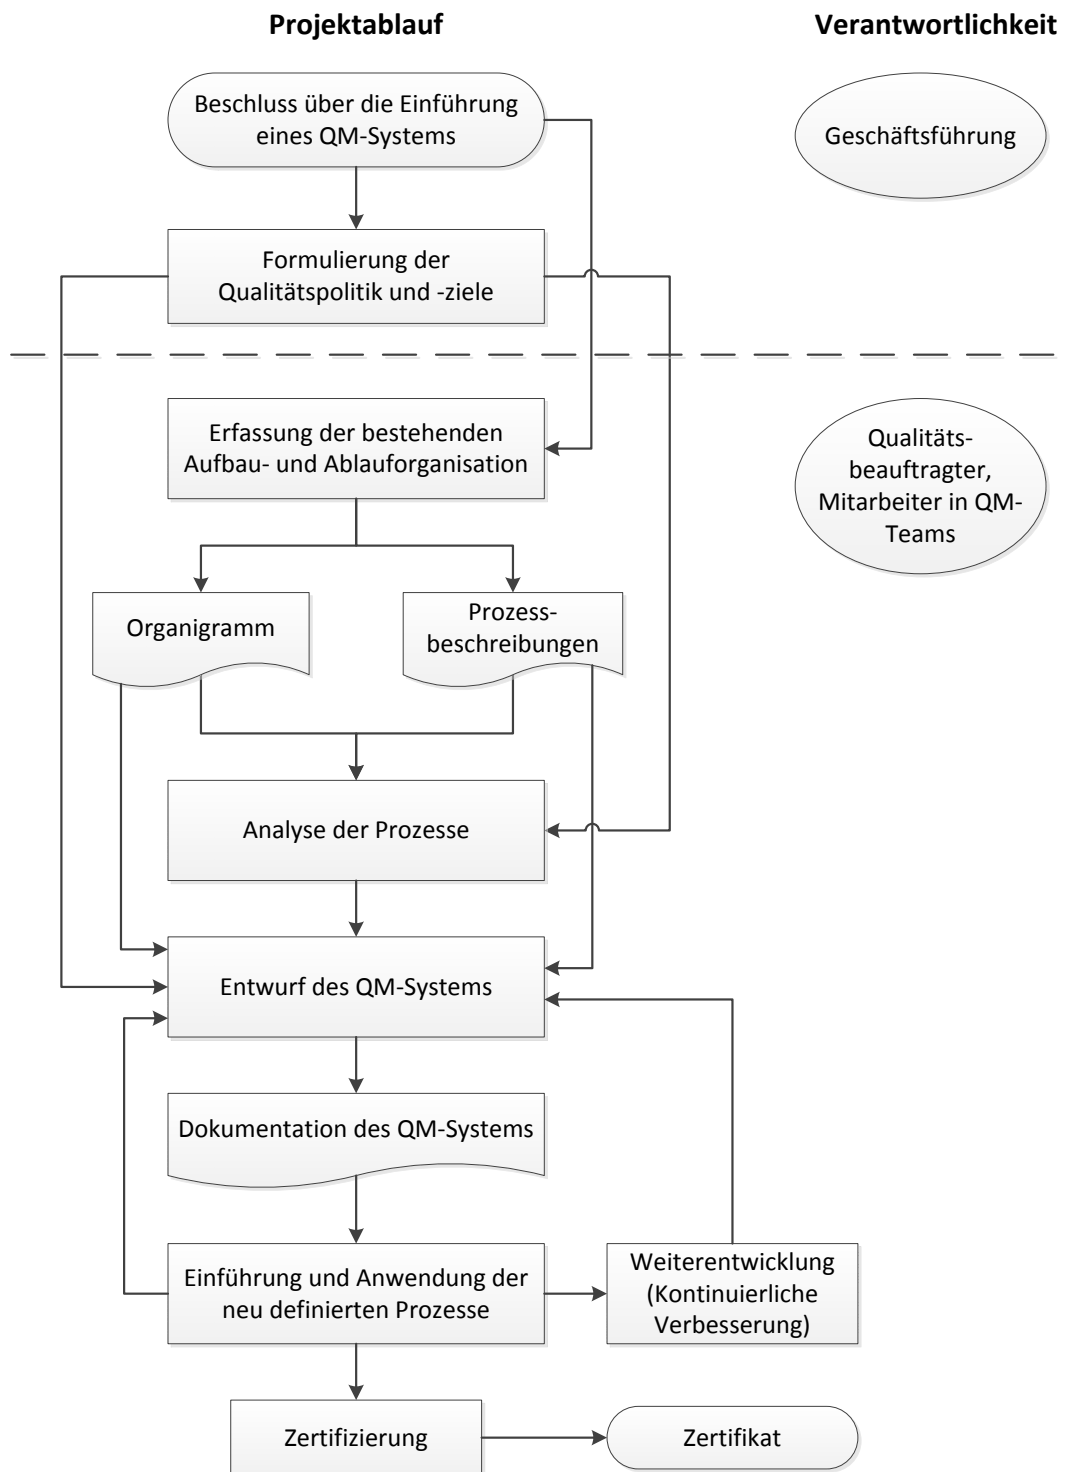 Projektablauf
Verantwortlichkeit
Beschluss über die Einführung
eines QM-Systems
Geschäftsführung
Formulierung der
Qualitätspolitik und -ziele
Erfassung der bestehenden
Aufbau- und Ablauforganisation
Qualitäts-
beauftragter,
Mitarbeiter in QM-
Teams
Organigramm
Prozess-
beschreibungen
Analyse der Prozesse
Entwurf des QM-Systems
Dokumentation des QM-Systems
Einführung und Anwendung der
neu definierten Prozesse
Weiterentwicklung
(Kontinuierliche
Verbesserung)
Zertifizierung
Zertifikat